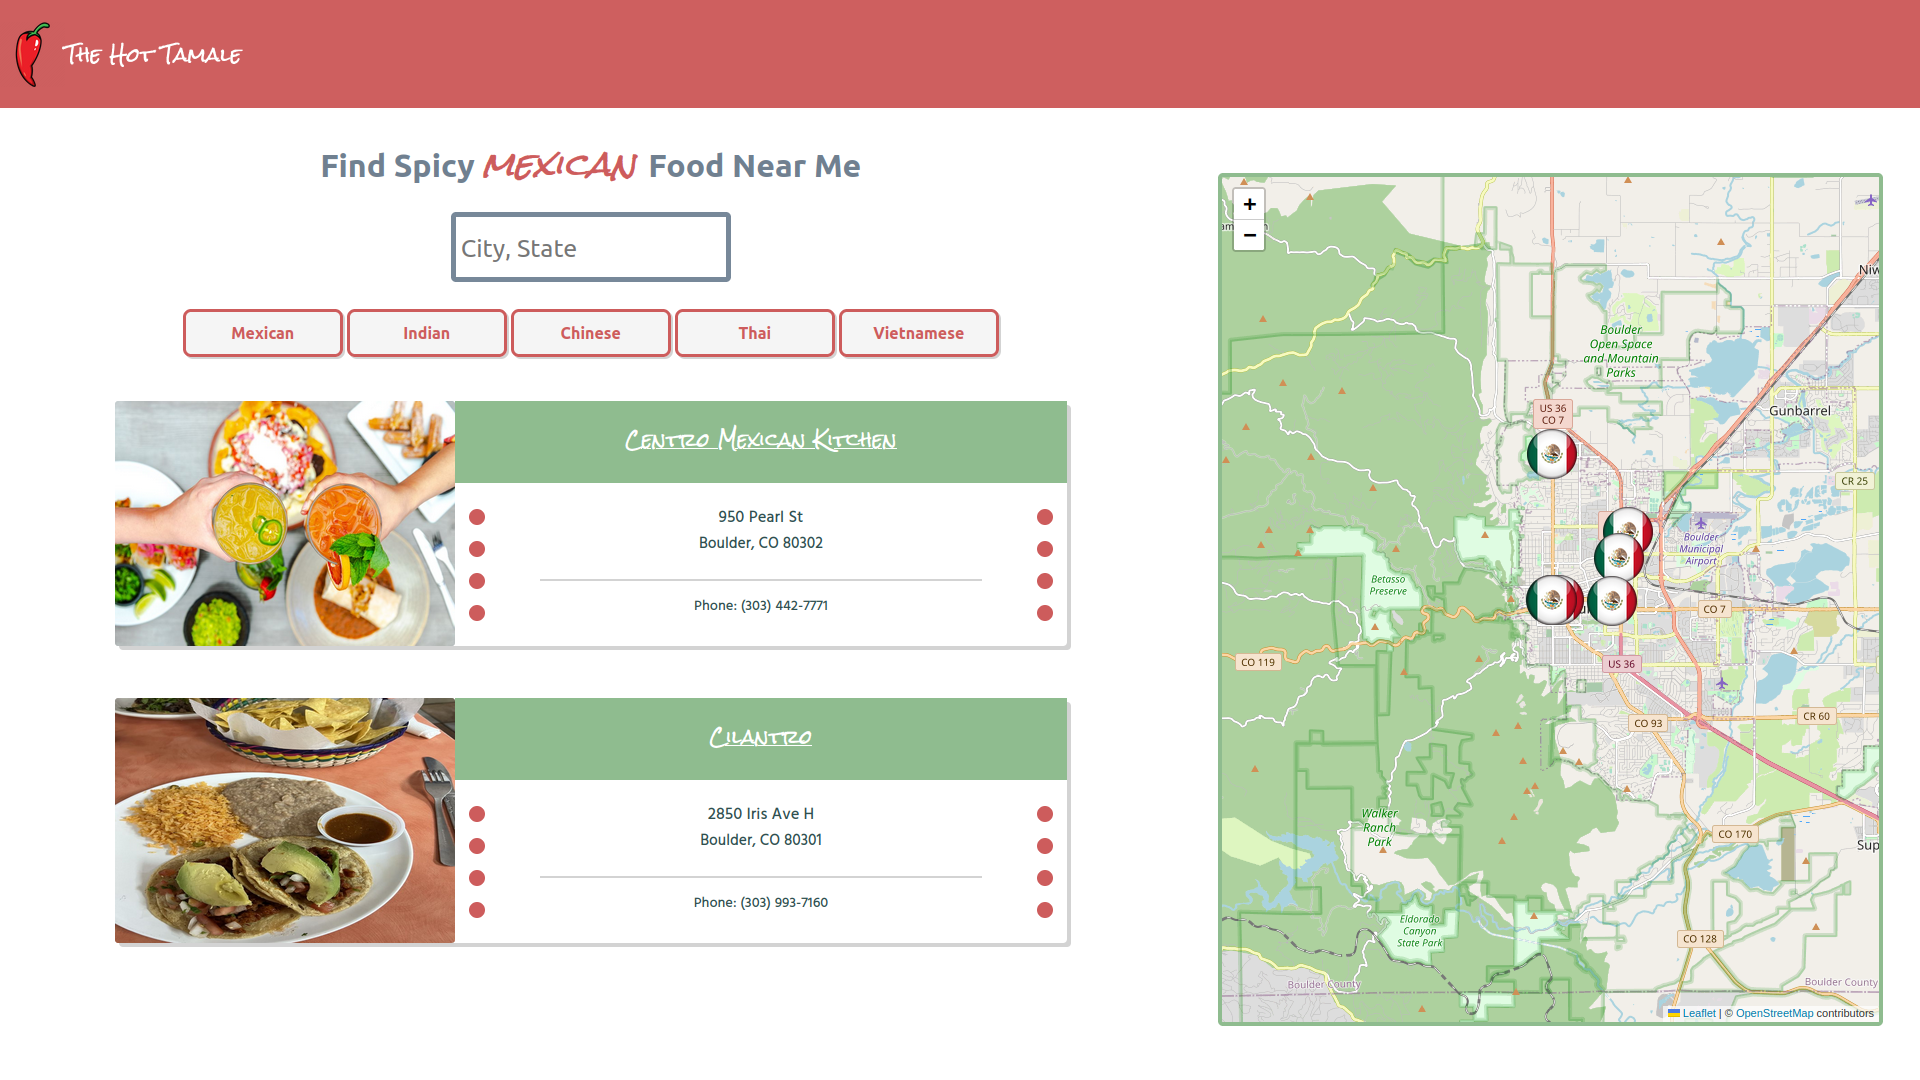 The Hot Tamale
Find Spicy MEXICAN Food Near Me
City, State
Mexican
Indian
Chinese
Thai
Vietnamese
Centro Mexican Kitchen
950 Pearl St
Boulder, CO 80302
Phone: (303) 442-7771
Cilantro
2850 Iris Ave H
Boulder, CO 80301
Phone: (303) 993-7160
+
−
Boulder
Open Space
and Mountain
Parks
Gunbarrel
US 36
CO 7
CR 25
Boulder
Municipal
Airport
Betasso
Preserve
CO 7
CO 119
US 36
CO 93
CR 60
Walker
Ranch
Park
CO 170
Eldorado
Canyon
State Park
CO 128
Boulder County
Boulder County
Leaflet | © OpenStreetMap contributors